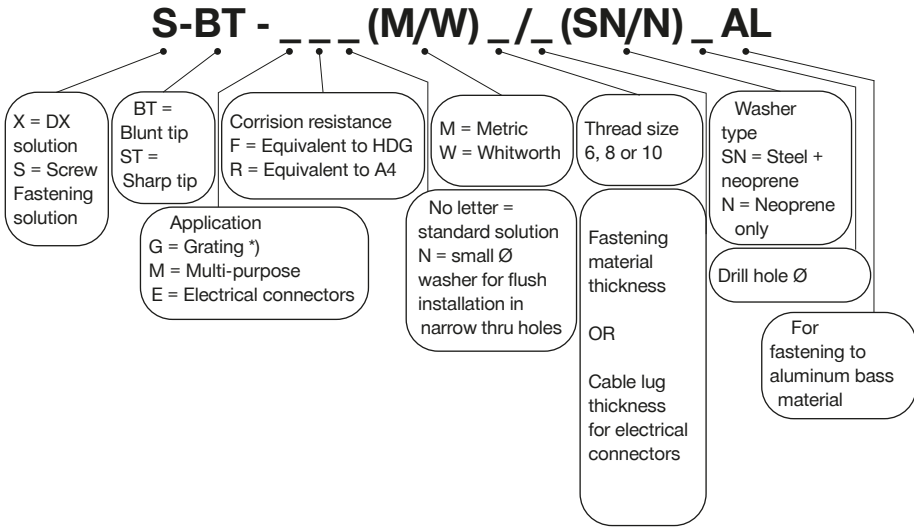 S-BT - _ _ _ (M/W) _ /_ (SN/N) _ AL
X = DX
solution
S = Screw
Fastening
solution
BT =
Blunt tip
ST =
Sharp tip
Corrision resistance
F = Equivalent to HDG
R = Equivalent to A4
M = Metric
W = Whitworth
Thread size
6, 8 or 10
Washer
type
SN = Steel +
neoprene
N = Neoprene
only
Application
G = Grating *)
M = Multi-purpose
E = Electrical connectors
No letter =
standard solution
N = small Ø
washer for flush
installation in
narrow thru holes
Fastening
material
thickness
OR
Cable lug
thickness
for electrical
connectors
Drill hole Ø
For
fastening to
aluminum bass
material